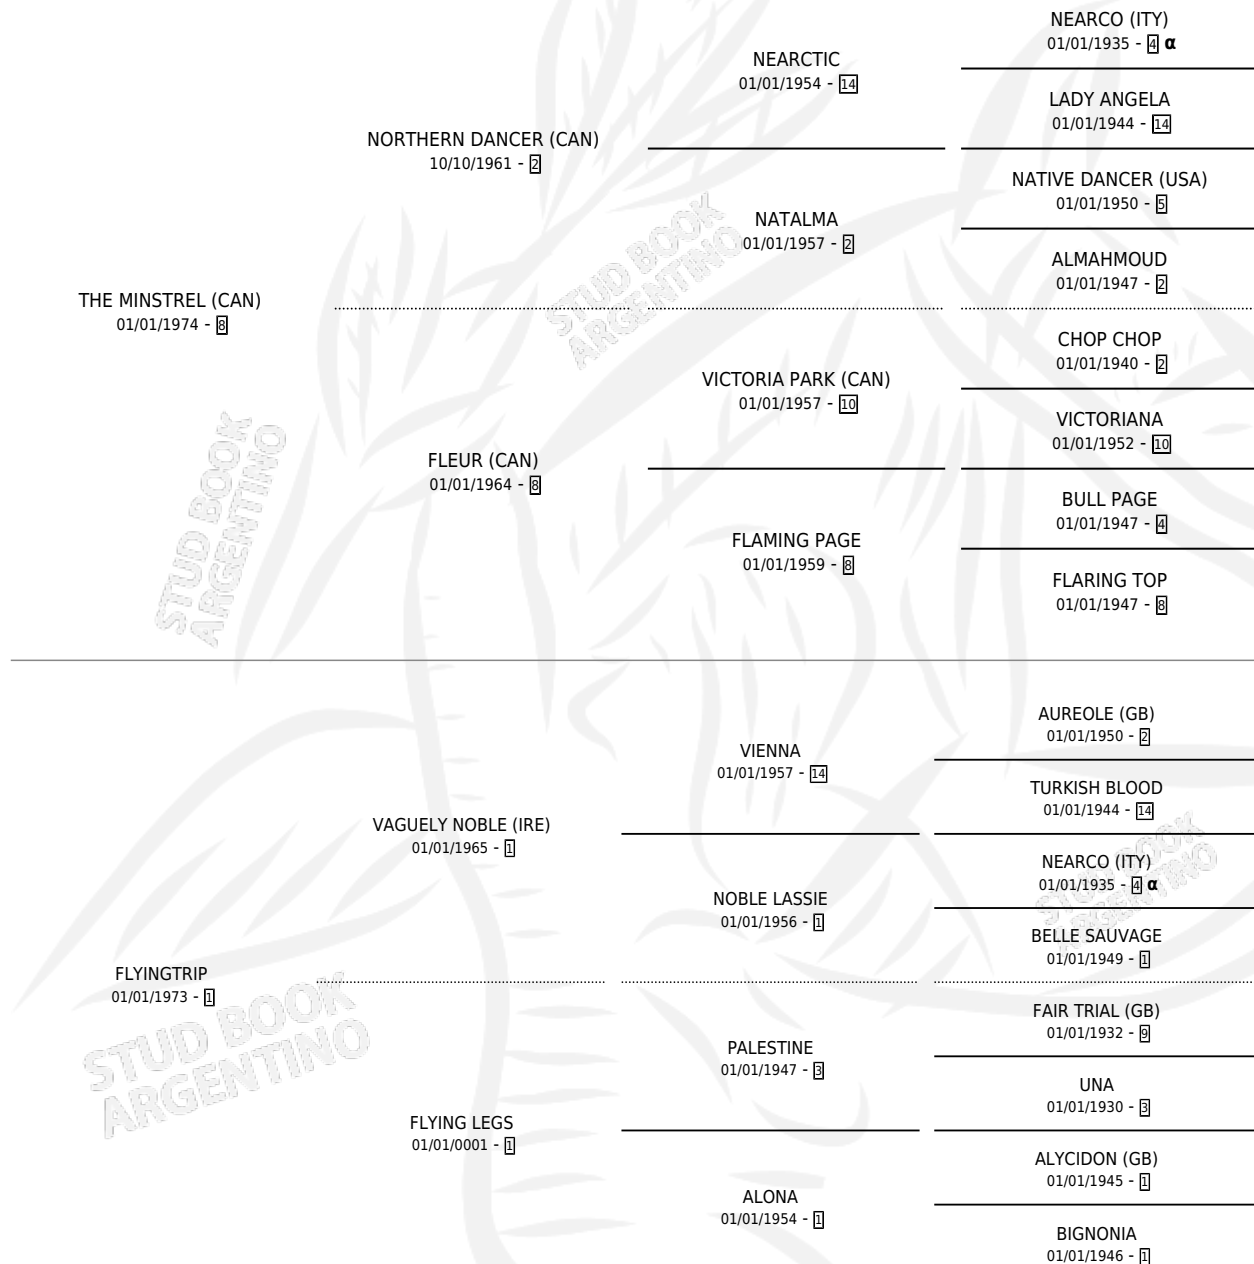 NEARCO (ITY)
01/01/1935 - 4 α
NEARCTIC
01/01/1954 - 14
LADY ANGELA
01/01/1944 - 14
NORTHERN DANCER (CAN)
10/10/1961 - 2
NATIVE DANCER (USA)
01/01/1950 - 5
NATALMA
01/01/1957 - 2
ALMAHMOUD
01/01/1947 - 2
STUD BOOK
ARGENTINO
THE MINSTREL (CAN)
01/01/1974 - 8
CHOP CHOP
01/01/1940 - 2
VICTORIA PARK (CAN)
01/01/1957 - 10
VICTORIANA
01/01/1952 - 10
FLEUR (CAN)
01/01/1964 - 8
BULL PAGE
01/01/1947 - 4
FLAMING PAGE
01/01/1959 - 8
FLARING TOP
01/01/1947 - 8
STUD BOOK
ARGENTINO
AUREOLE (GB)
01/01/1950 - 2
VIENNA
01/01/1957 - 14
TURKISH BLOOD
01/01/1944 - 14
VAGUELY NOBLE (IRE)
01/01/1965 - 1
NEARCO (ITY)
01/01/1935 - 4 α
STUD BOOK
ARGENTINO
NOBLE LASSIE
01/01/1956 - 1
BELLE SAUVAGE
01/01/1949 - 1
FLYINGTRIP
01/01/1973 - 1
STUD BOOK
ARGENTINO
FAIR TRIAL (GB)
01/01/1932 - 9
PALESTINE
01/01/1947 - 3
UNA
01/01/1930 - 3
FLYING LEGS
01/01/0001 - 1
ALYCIDON (GB)
01/01/1945 - 1
ALONA
01/01/1954 - 1
BIGNONIA
01/01/1946 - 1